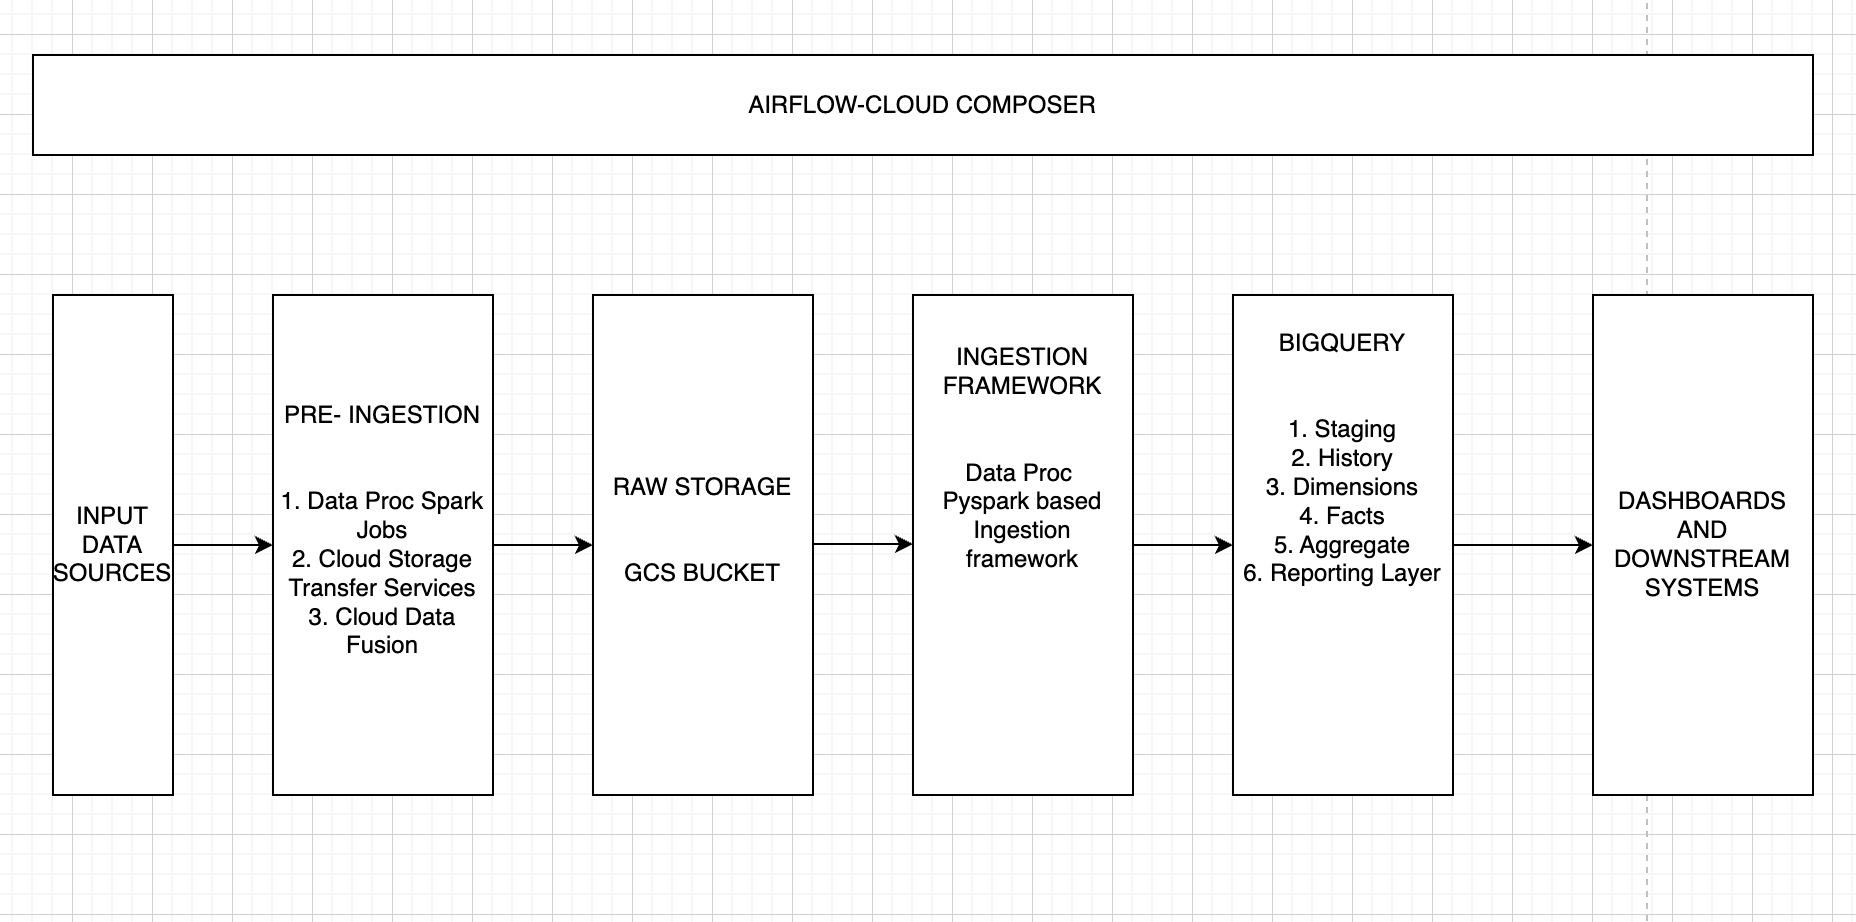 AIRFLOW-CLOUD COMPOSER
INPUT
DATA
SOURCES
PRE- INGESTION
1. Data Proc Spark
Jobs
2. Cloud Storage
Transfer Services
3. Cloud Data
Fusion
RAW STORAGE
GCS BUCKET
INGESTION
FRAMEWORK
Data Proc
Pyspark based
Ingestion
framework
BIGQUERY
1. Staging
2. History
3. Dimensions
4. Facts
5. Aggregate
6. Reporting Layer
DASHBOARDS
AND
DOWNSTREAM
SYSTEMS